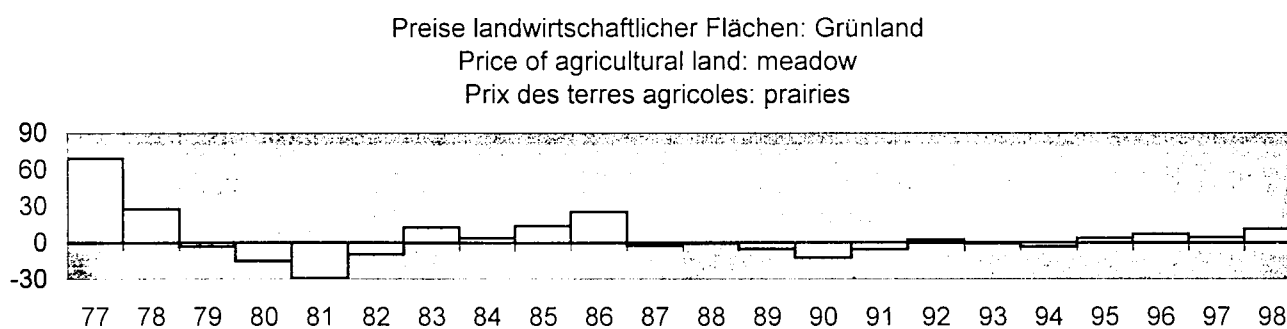 Preise landwirtschaftlicher Flächen: Grünland
Price of agricultural land: meadow
Prix des terres agricoles: prairies
90
60
30
0
-30
77 78 79 80 81 82 83 84 85 86 87 88 89 90 91 92 93 94 95 96 97 98